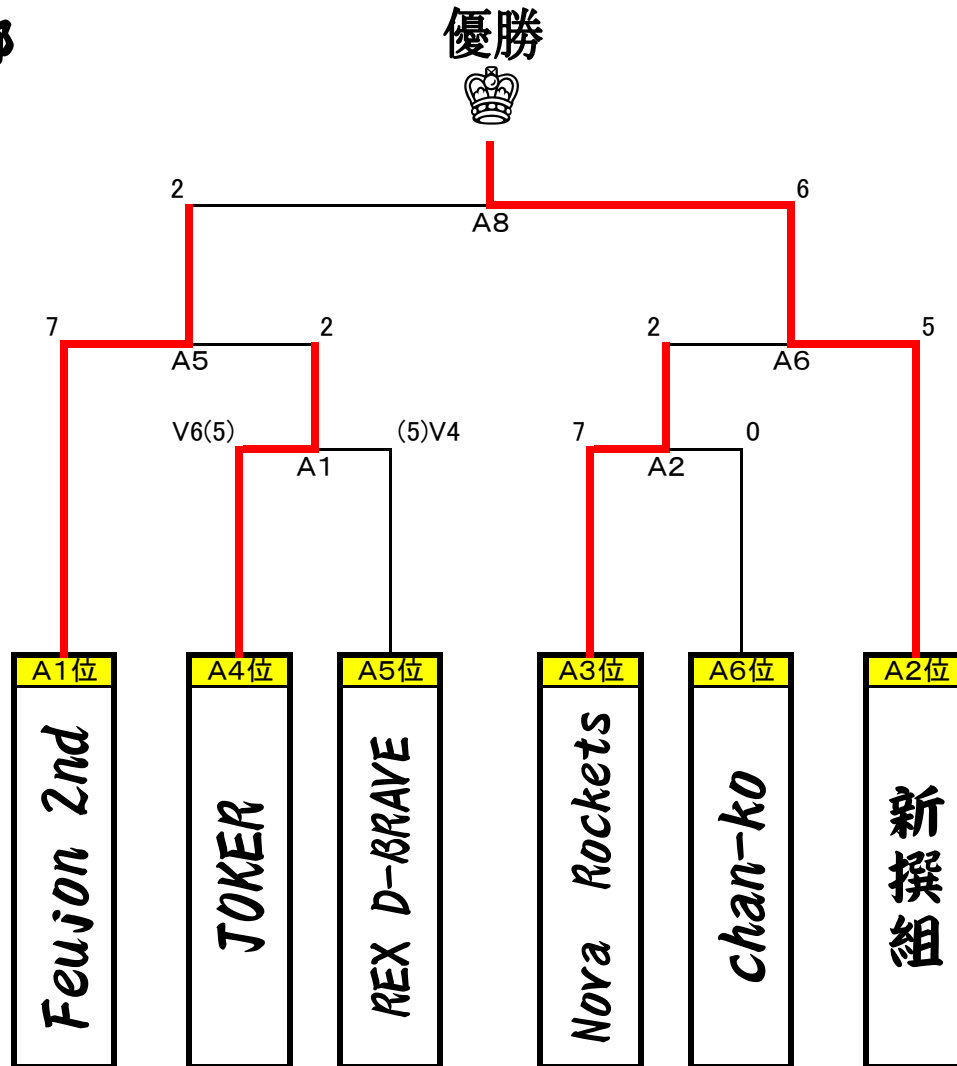 優勝
2
6
A8
7
2
2
5
A5
A6
V6(5)
(5)V4
7
0
A1
A2
A1位
A4位
A5位
A3位
A6位
A2位
Feujon 2nd
JOKER
REX D-BRAVE
Nova Rockets
chan-ko
新撰組